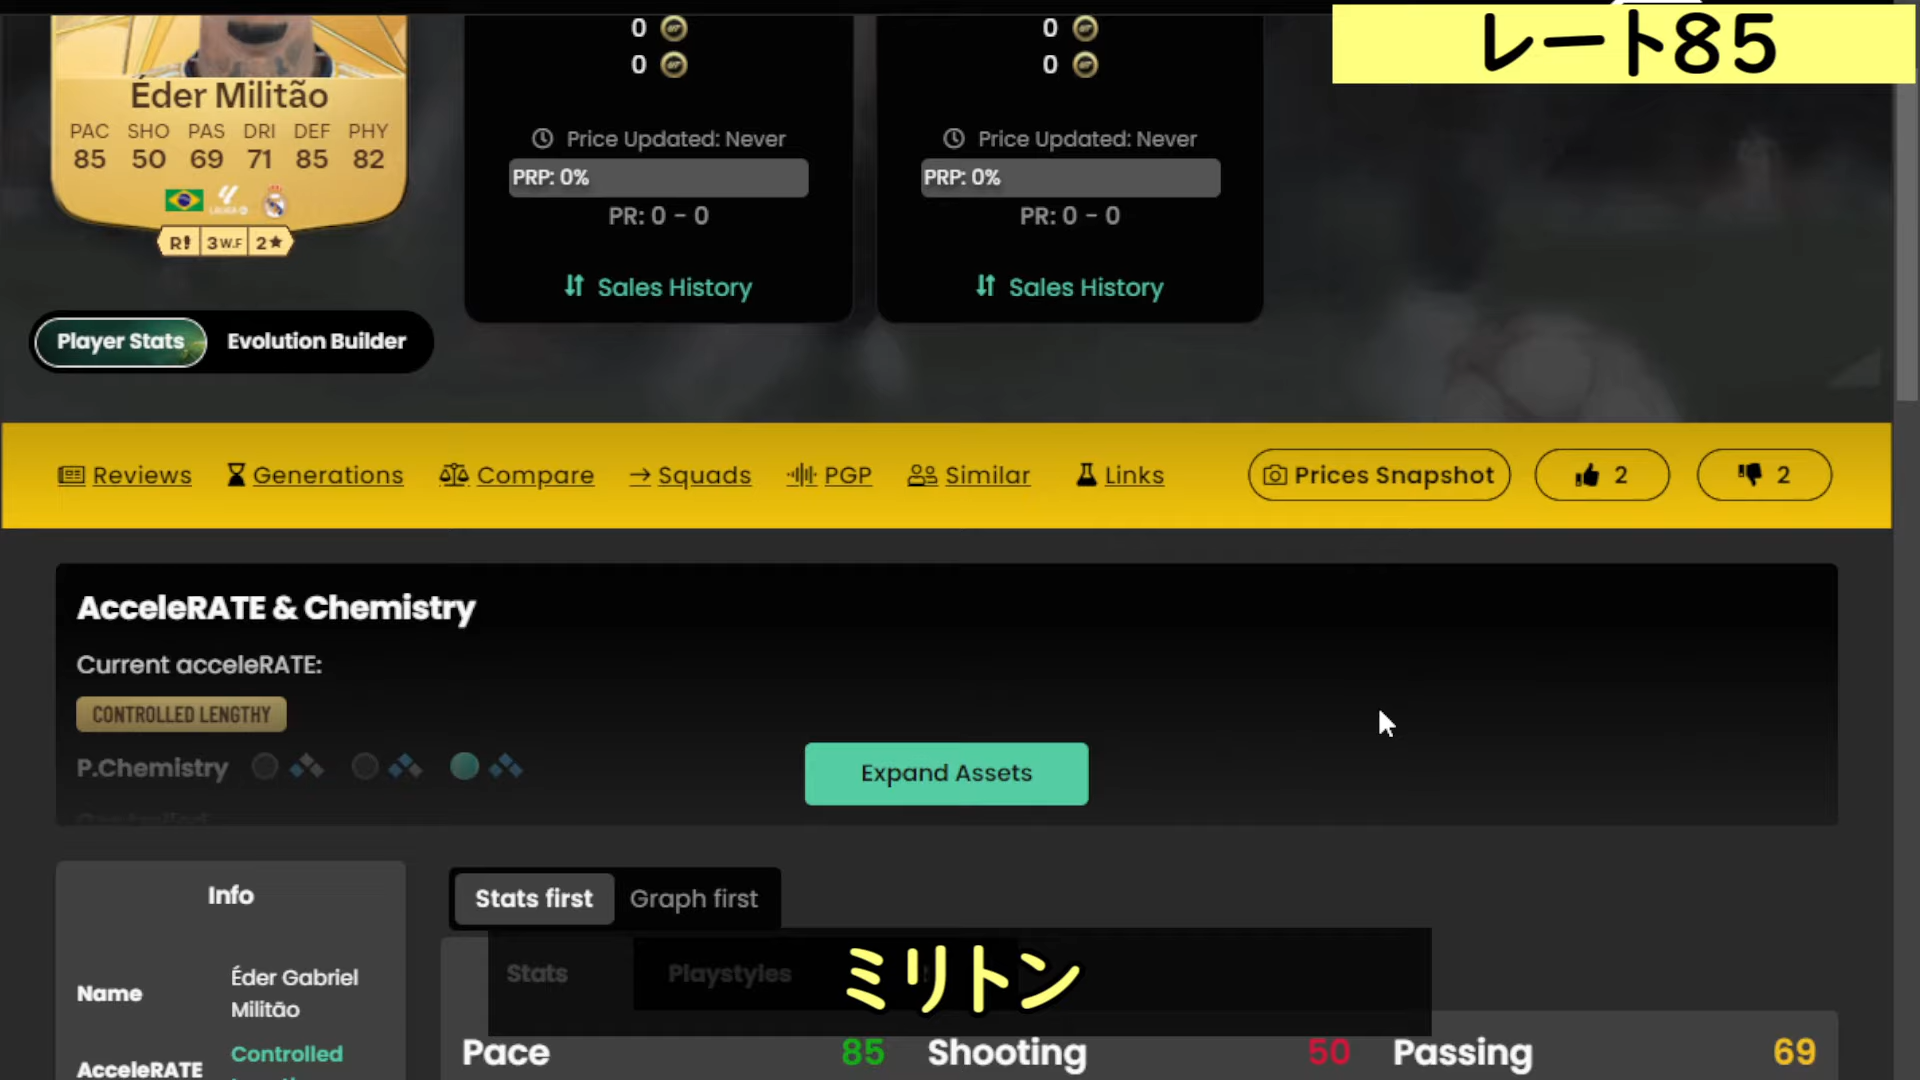 レート85
0
0
0
0
Éder Militão
PAC SHO PAS DRI DEF PHY
85 50 69 71 85 82
R 3W.F 2★
Price Updated: Never
PRP: 0%
PR: 0 - 0
Sales History
Price Updated: Never
PRP: 0%
PR: 0 - 0
Sales History
Player Stats Evolution Builder
Reviews Generations Compare Squads PGP Similar Links Prices Snapshot 2 2
AcceleRATE & Chemistry
Current acceleRATE:
CONTROLLED LENGTHY
P.Chemistry
Expand Assets
Info
Name Éder Gabriel
Militão
AcceleRATE Controlled
Stats first Graph first
Stats Playstyles
ミリトン
Pace 85 Shooting 50 Passing 69